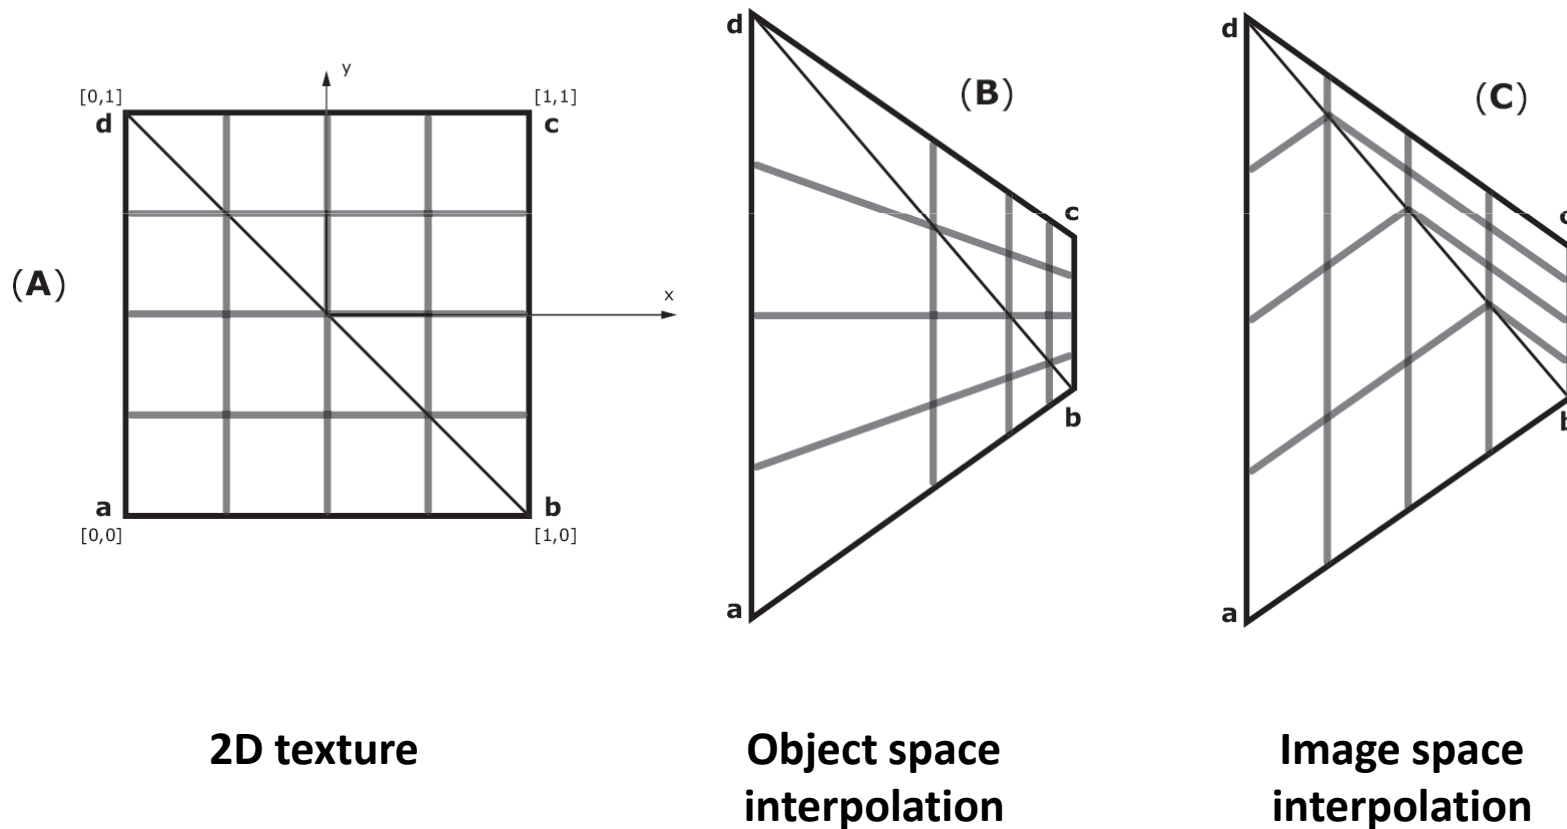 (A)
y
x
[0,1]
d
[1,1]
c
a
[0,0]
b
[1,0]
2D texture
(B)
d
c
b
a
Object space
interpolation
(C)
d
a
Image space
interpolation